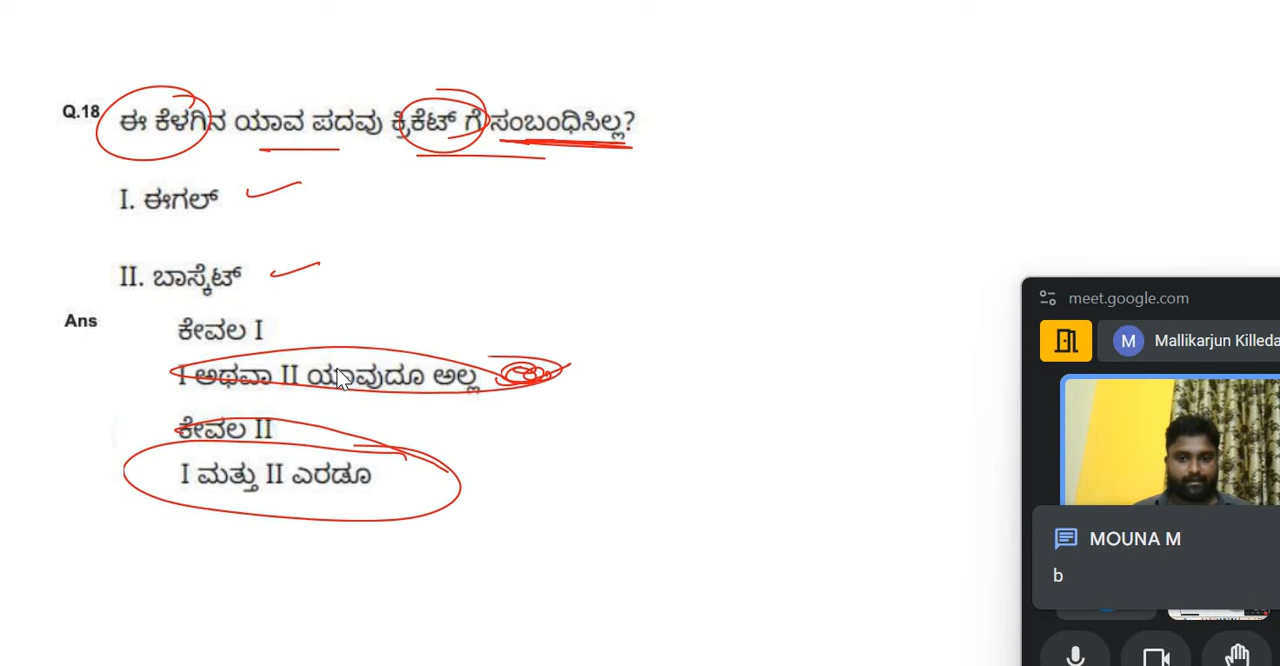 Q.18 ಈ ಕೆಳಗಿನ ಯಾವ ಪದವು ಕ್ರಿಕೆಟ್ ಗೆ ಸಂಬಂಧಿಸಿಲ್ಲ?
I. ಈಗಲ್
II. ಬಾಸ್ಕೆಟ್
Ans
ಕೇವಲ I
I ಅಥವಾ II ಯಾವುದೂ ಅಲ್ಲ
ಕೇವಲ II
I ಮತ್ತು II ಎರಡೂ
meet.google.com
M Mallikarjun Killeda
MOUNA M
b